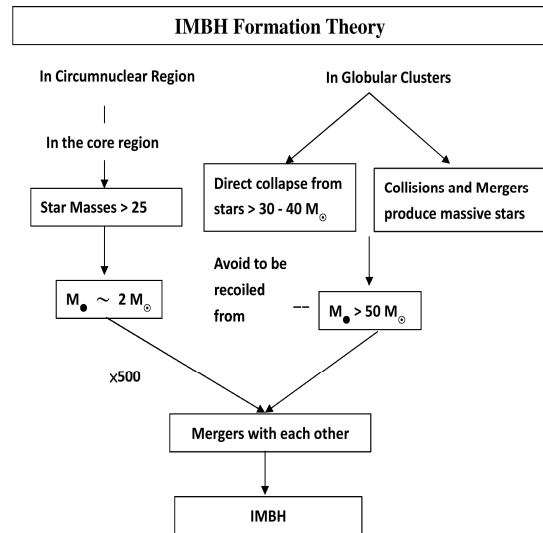 IMBH Formation Theory
In Circumnuclear Region
In the core region
Star Masses > 25
M● ~ 2 M☉
x500
In Globular Clusters
Direct collapse from
stars > 30 - 40 M☉
Collisions and Mergers
produce massive stars
Avoid to be
recoiled
from
M● > 50 M☉
Mergers with each other
IMBH